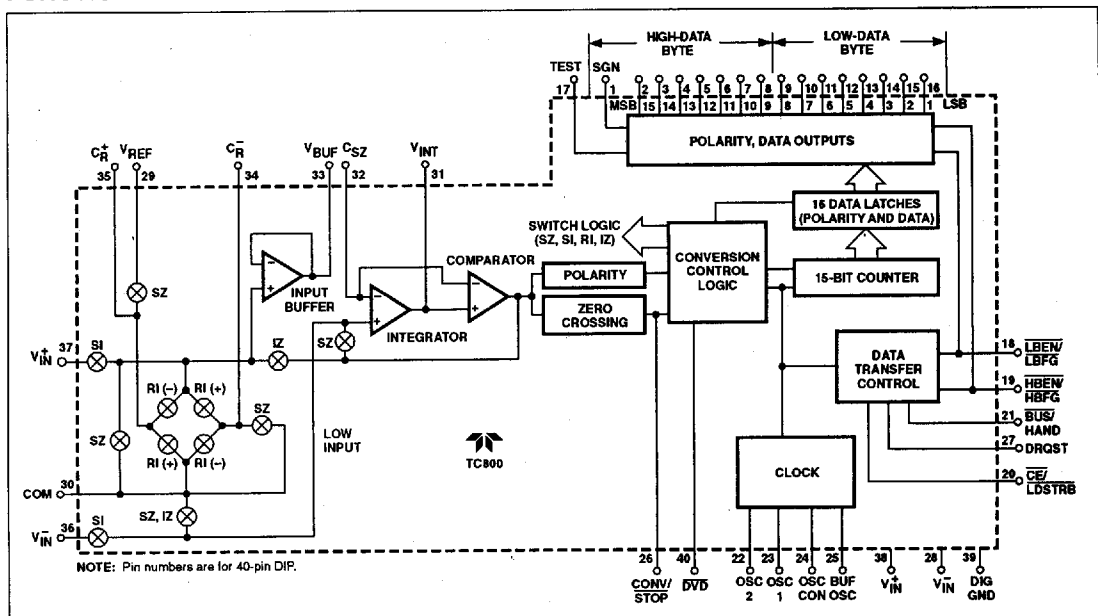 HIGH-DATA BYTE
LOW-DATA BYTE
TEST
SGN
17
1
2 3 4 5 6 7 8 9 10 11 12 13 14 15 16
MSB 15 14 13 12 11 10 9 8 7 6 5 4 3 2 1 LSB
POLARITY, DATA OUTPUTS
C_R^+
35
V_REF
29
C_R^-
34
V_BUF
33
C_SZ
32
V_INT
31
16 DATA LATCHES
(POLARITY AND DATA)
SWITCH LOGIC
(SZ, SI, RI, IZ)
CONVERSION
CONTROL
LOGIC
15-BIT COUNTER
COMPARATOR
POLARITY
ZERO
CROSSING
SZ
−
+
INPUT
BUFFER
−
+
INTEGRATOR
−
+
SZ
IZ
V_IN^+
37
SI
RI (−)
RI (+)
SZ
SZ
RI (+)
RI (−)
LOW
INPUT
TC800
DATA
TRANSFER
CONTROL
18
LBEN/
LBFG
19
HBEN/
HBFG
21
BUS/
HAND
27
DRQST
20
CE/
LDSTRB
CLOCK
COM
30
SZ, IZ
V_IN^-
36
SI
NOTE: Pin numbers are for 40-pin DIP.
26
CONV/
STOP
40
DVD
22
OSC
2
23
OSC
1
24
OSC
CON
25
BUF
OSC
38
V_IN^+
28
V_IN^-
39
DIG
GND